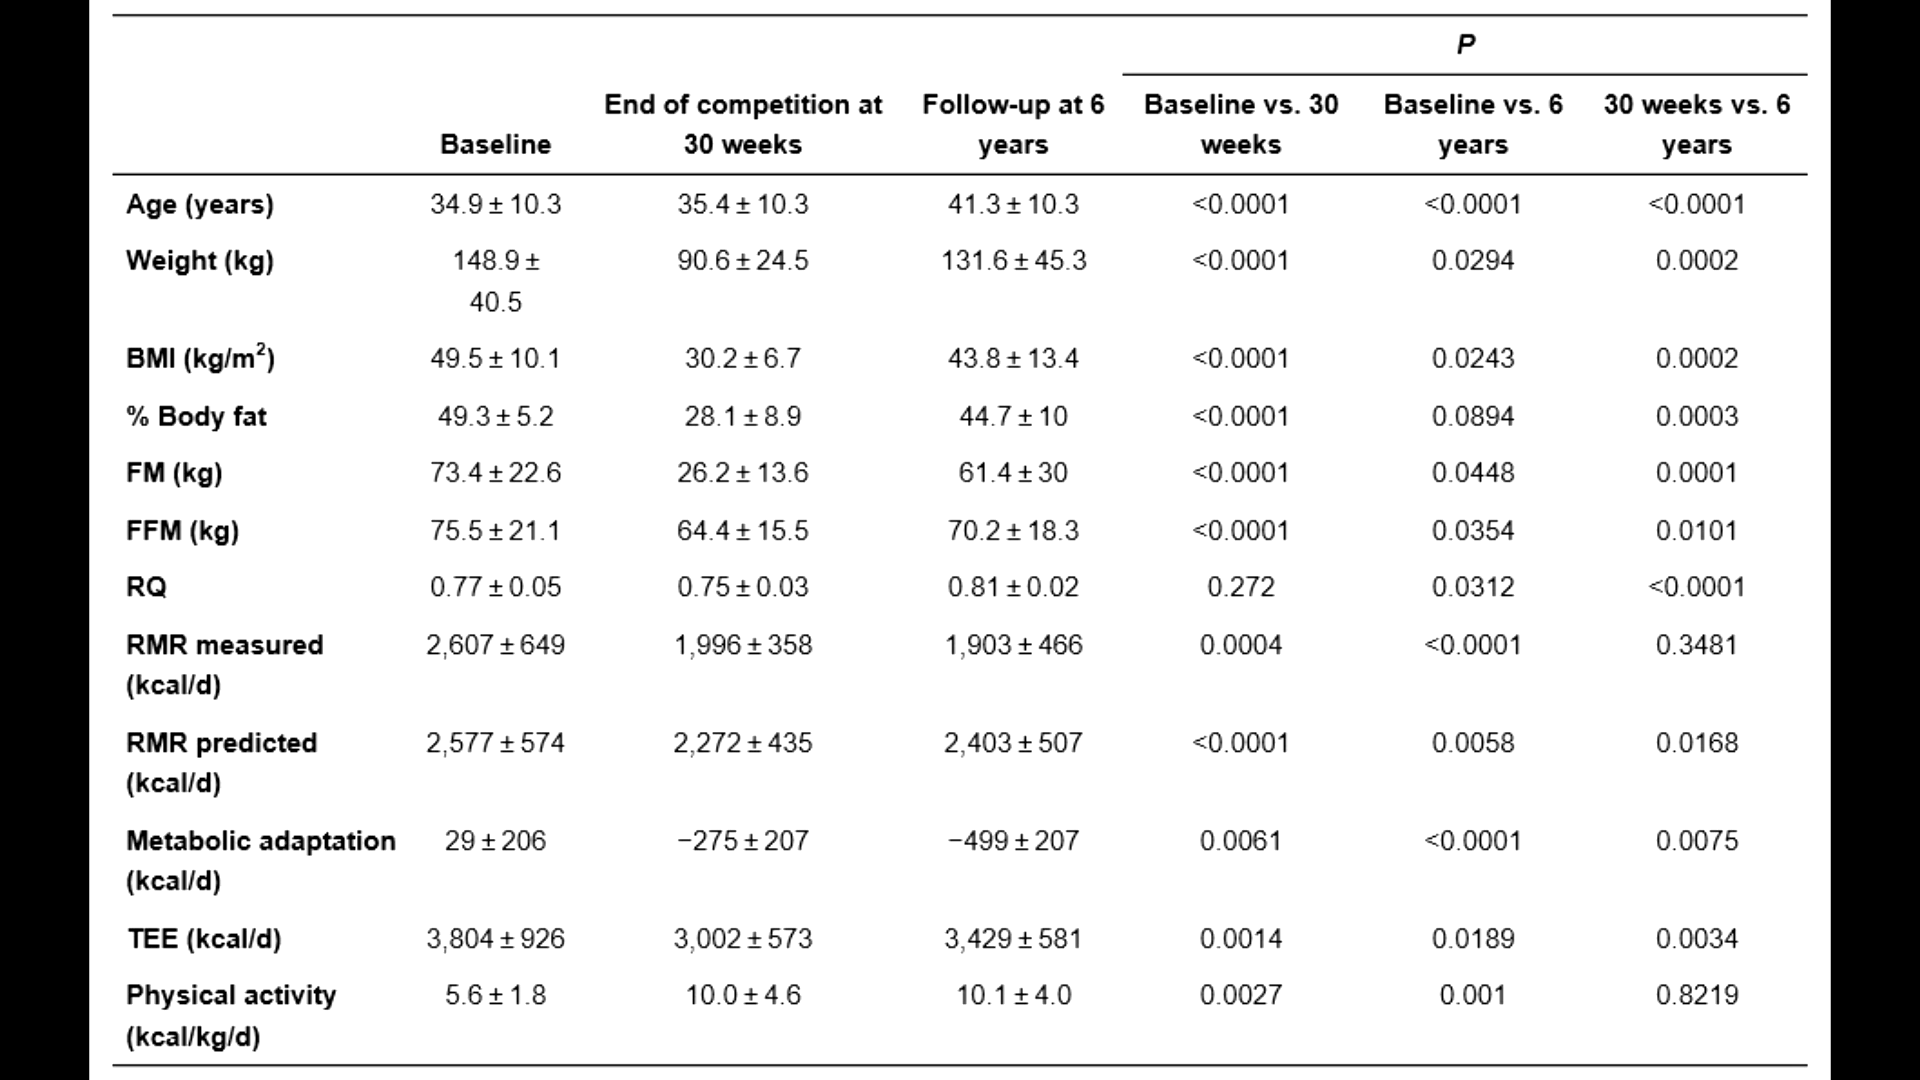 P
Baseline
End of competition at
30 weeks
Follow-up at 6
years
Baseline vs. 30
weeks
Baseline vs. 6
years
30 weeks vs. 6
years
Age (years) 34.9 ± 10.3 35.4 ± 10.3 41.3 ± 10.3 <0.0001 <0.0001 <0.0001
Weight (kg) 148.9 ± 90.6 ± 24.5 131.6 ± 45.3 <0.0001 0.0294 0.0002
40.5
BMI (kg/m²) 49.5 ± 10.1 30.2 ± 6.7 43.8 ± 13.4 <0.0001 0.0243 0.0002
% Body fat 49.3 ± 5.2 28.1 ± 8.9 44.7 ± 10 <0.0001 0.0894 0.0003
FM (kg) 73.4 ± 22.6 26.2 ± 13.6 61.4 ± 30 <0.0001 0.0448 0.0001
FFM (kg) 75.5 ± 21.1 64.4 ± 15.5 70.2 ± 18.3 <0.0001 0.0354 0.0101
RQ 0.77 ± 0.05 0.75 ± 0.03 0.81 ± 0.02 0.272 0.0312 <0.0001
RMR measured 2,607 ± 649 1,996 ± 358 1,903 ± 466 0.0004 <0.0001 0.3481
(kcal/d)
RMR predicted 2,577 ± 574 2,272 ± 435 2,403 ± 507 <0.0001 0.0058 0.0168
(kcal/d)
Metabolic adaptation 29 ± 206 −275 ± 207 −499 ± 207 0.0061 <0.0001 0.0075
(kcal/d)
TEE (kcal/d) 3,804 ± 926 3,002 ± 573 3,429 ± 581 0.0014 0.0189 0.0034
Physical activity 5.6 ± 1.8 10.0 ± 4.6 10.1 ± 4.0 0.0027 0.001 0.8219
(kcal/kg/d)